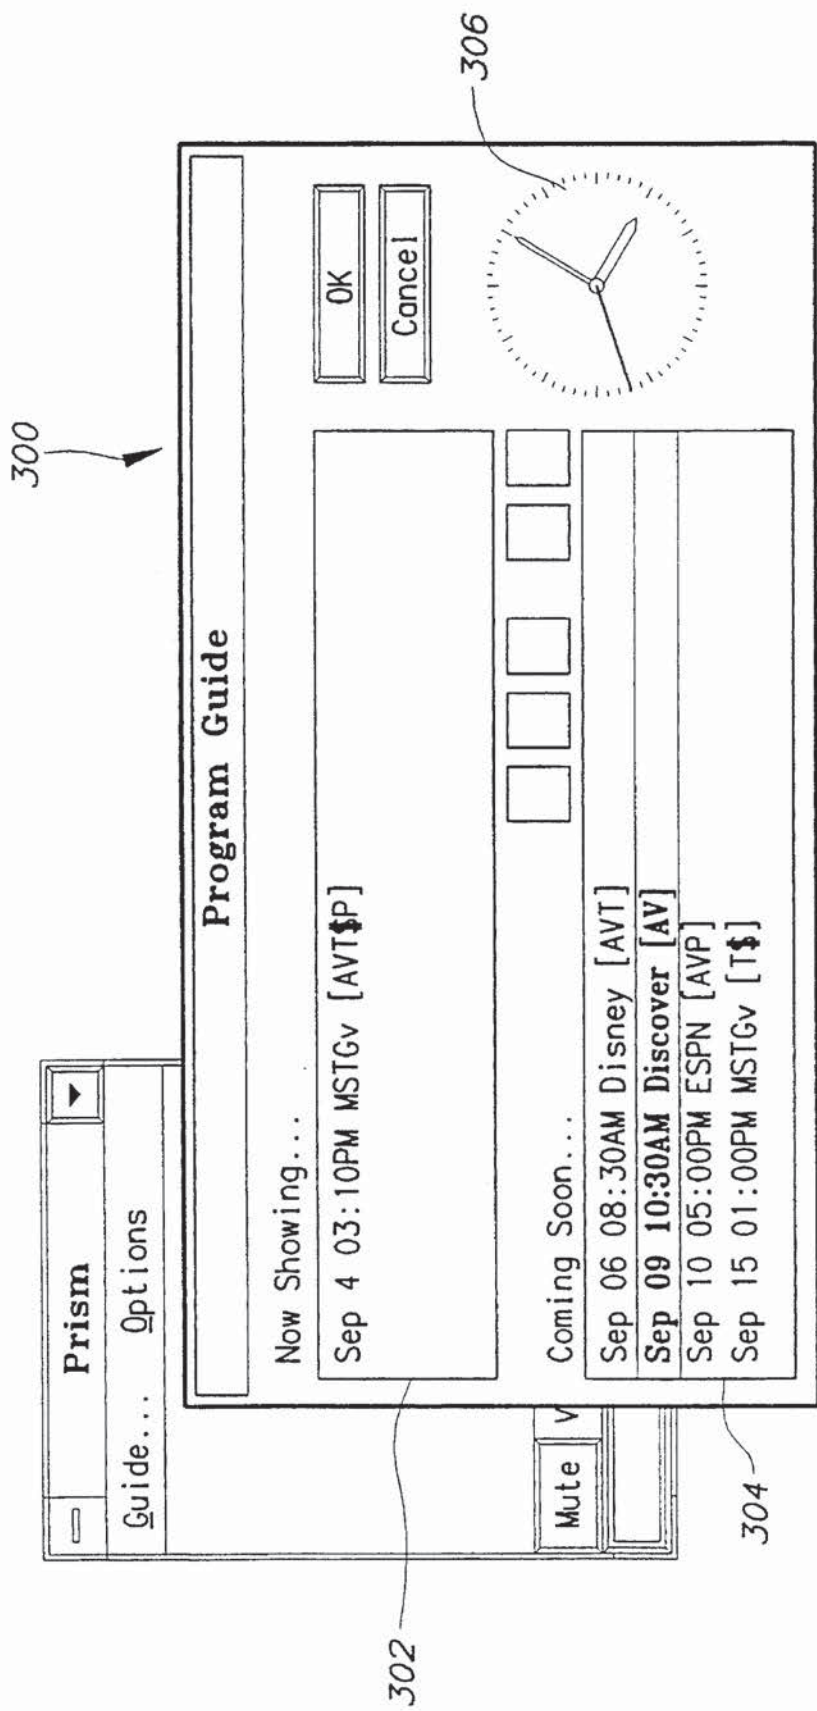 300
Prism
Guide... Options
Program Guide
Now Showing...
OK
Sep 4 03:10PM MSTGv [AVT$P]
Cancel
302
306
Coming Soon...
Mute V
Sep 06 08:30AM Disney [AVT]
Sep 09 10:30AM Discover [AV]
Sep 10 05:00PM ESPN [AVP]
Sep 15 01:00PM MSTGv [T$]
304